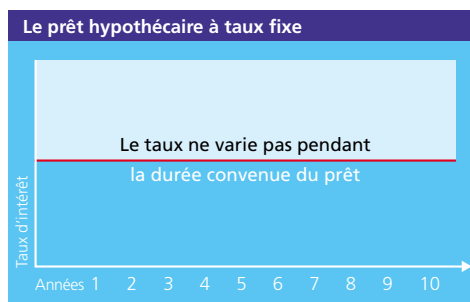 Le prêt hypothécaire à taux fixe
Le taux ne varie pas pendant
la durée convenue du prêt
Taux d'intérêt
Années 1 2 3 4 5 6 7 8 9 10